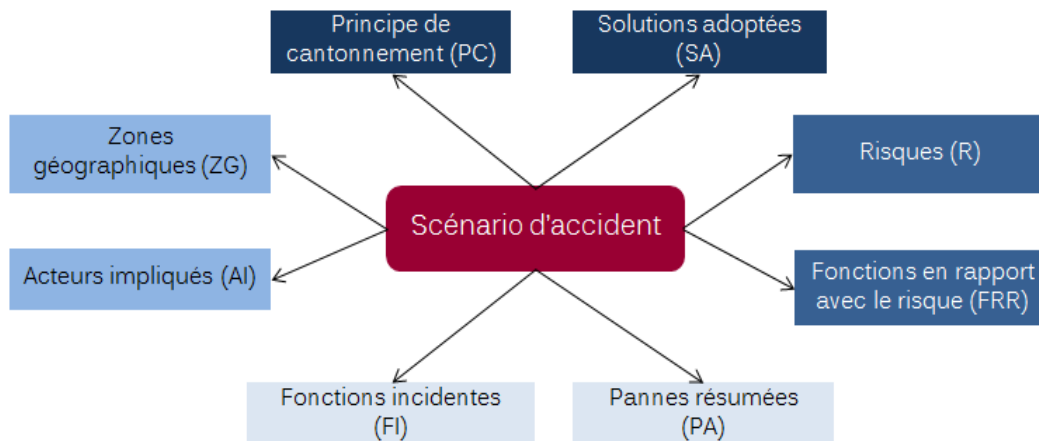 Principe de
cantonnement (PC)
Solutions adoptées
(SA)
Zones
géographiques (ZG)
Risques (R)
Scénario d'accident
Acteurs impliqués (AI)
Fonctions en rapport
avec le risque (FRR)
Fonctions incidentes
(FI)
Pannes résumées
(PA)